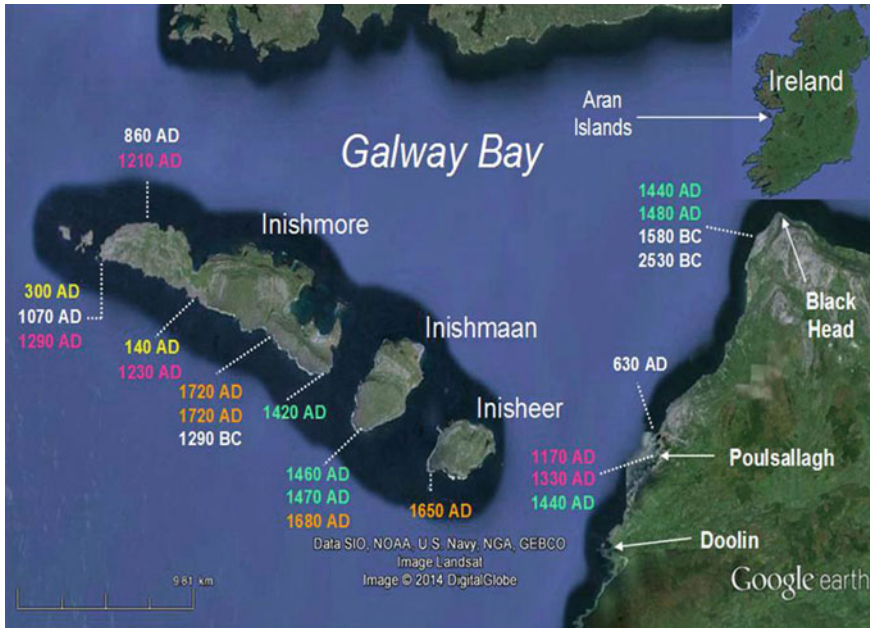 Ireland
Aran
Islands
Galway Bay
860 AD
1210 AD
Inishmore
1440 AD
1480 AD
1580 BC
2530 BC
Black
Head
300 AD
1070 AD
1290 AD
140 AD
1230 AD
Inishmaan
1720 AD
1720 AD
1290 BC
1420 AD
Inisheer
630 AD
1460 AD
1470 AD
1680 AD
1650 AD
1170 AD
1330 AD
1440 AD
Poulsallagh
Doolin
Data SIO, NOAA, U.S. Navy, NGA, GEBCO
Image Landsat
Image © 2014 DigitalGlobe
9.81 km
Google earth